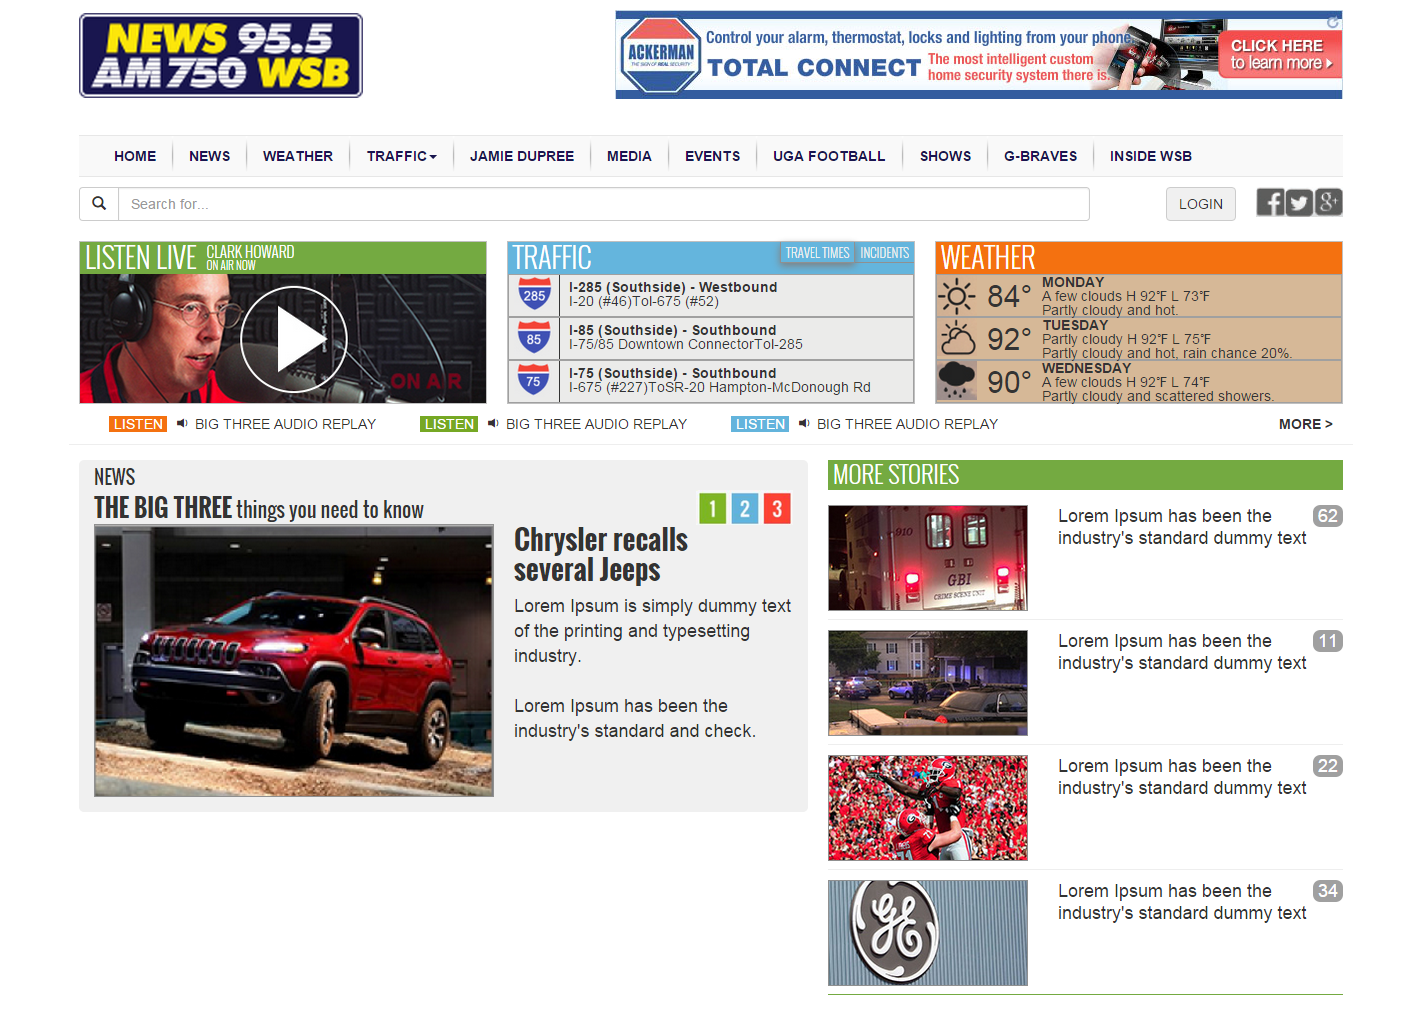 NEWS 95.5
AM 750 WSB
ACKERMAN
THE SIGN OF REAL SECURITY
Control your alarm, thermostat, locks and lighting from your phone.
TOTAL CONNECT
The most intelligent custom
home security system there is.
CLICK HERE
to learn more
HOME NEWS WEATHER TRAFFIC JAMIE DUPREE MEDIA EVENTS UGA FOOTBALL SHOWS G-BRAVES INSIDE WSB
Search for...
LOGIN
LISTEN LIVE
CLARK HOWARD
ON AIR NOW
ON AIR
TRAFFIC
TRAVEL TIMES INCIDENTS
285
I-285 (Southside) - Westbound
I-20 (#46)ToI-675 (#52)
85
I-85 (Southside) - Southbound
I-75/85 Downtown ConnectorToI-285
75
I-75 (Southside) - Southbound
I-675 (#227)ToSR-20 Hampton-McDonough Rd
WEATHER
84°
MONDAY
A few clouds H 92°F L 73°F
Partly cloudy and hot.
92°
TUESDAY
Partly cloudy H 92°F L 75°F
Partly cloudy and hot, rain chance 20%.
90°
WEDNESDAY
A few clouds H 92°F L 74°F
Partly cloudy and scattered showers.
LISTEN BIG THREE AUDIO REPLAY
LISTEN BIG THREE AUDIO REPLAY
LISTEN BIG THREE AUDIO REPLAY
MORE >
NEWS
THE BIG THREE things you need to know
1 2 3
Chrysler recalls
several Jeeps
Lorem Ipsum is simply dummy text
of the printing and typesetting
industry.
Lorem Ipsum has been the
industry's standard and check.
MORE STORIES
910
GBI
CRIME SCENE UNIT
Lorem Ipsum has been the
industry's standard dummy text
62
Lorem Ipsum has been the
industry's standard dummy text
11
Lorem Ipsum has been the
industry's standard dummy text
22
GE
Lorem Ipsum has been the
industry's standard dummy text
34